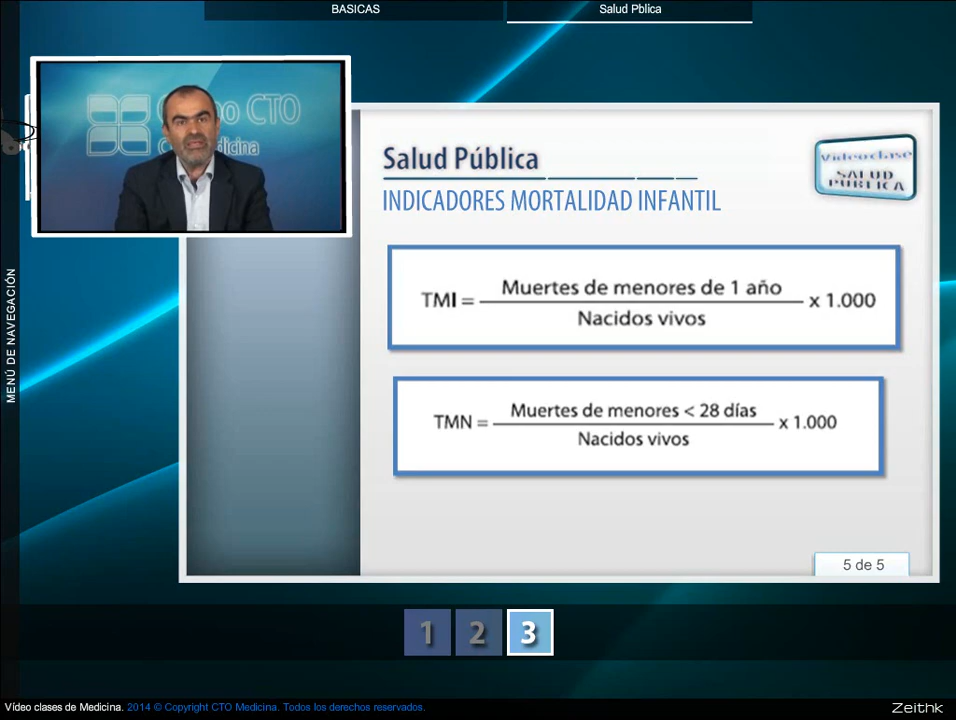 BASICAS
Salud Pblica
CTO
Medicina
Salud Pública
INDICADORES MORTALIDAD INFANTIL
Videoclase
SALUD
PÚBLICA
TMI = Muertes de menores de 1 año / Nacidos vivos x 1.000
TMN = Muertes de menores < 28 días / Nacidos vivos x 1.000
5 de 5
MENÚ DE NAVEGACIÓN
1 2 3
Vídeo clases de Medicina. 2014 © Copyright CTO Medicina. Todos los derechos reservados.
Zeithk